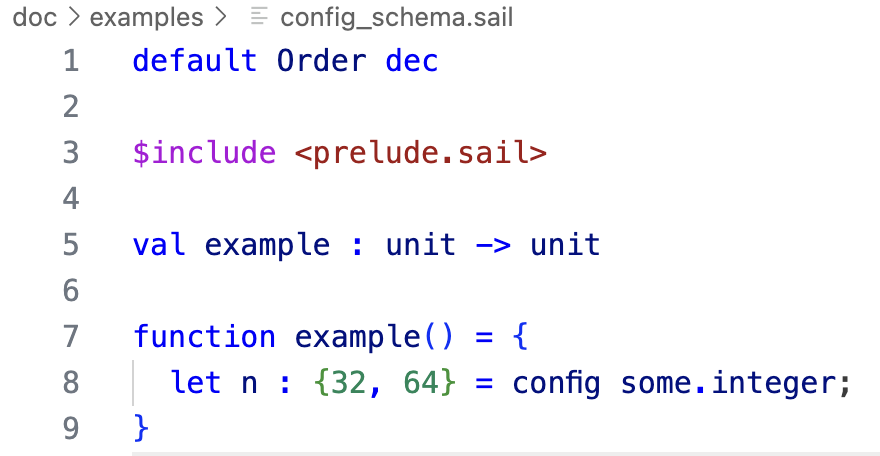 doc > examples > config_schema.sail
1 default Order dec
2
3 $include <prelude.sail>
4
5 val example : unit -> unit
6
7 function example() = {
8   let n : {32, 64} = config some.integer;
9 }